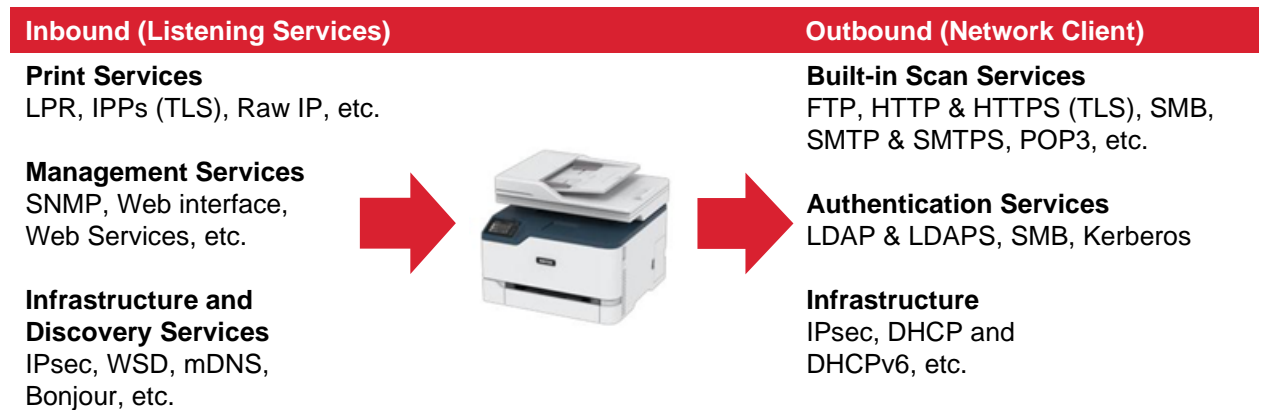 Inbound (Listening Services)
Outbound (Network Client)
Print Services
LPR, IPPs (TLS), Raw IP, etc.
Management Services
SNMP, Web interface,
Web Services, etc.
Infrastructure and
Discovery Services
IPsec, WSD, mDNS,
Bonjour, etc.
Built-in Scan Services
FTP, HTTP & HTTPS (TLS), SMB,
SMTP & SMTPS, POP3, etc.
Authentication Services
LDAP & LDAPS, SMB, Kerberos
Infrastructure
IPsec, DHCP and
DHCPv6, etc.